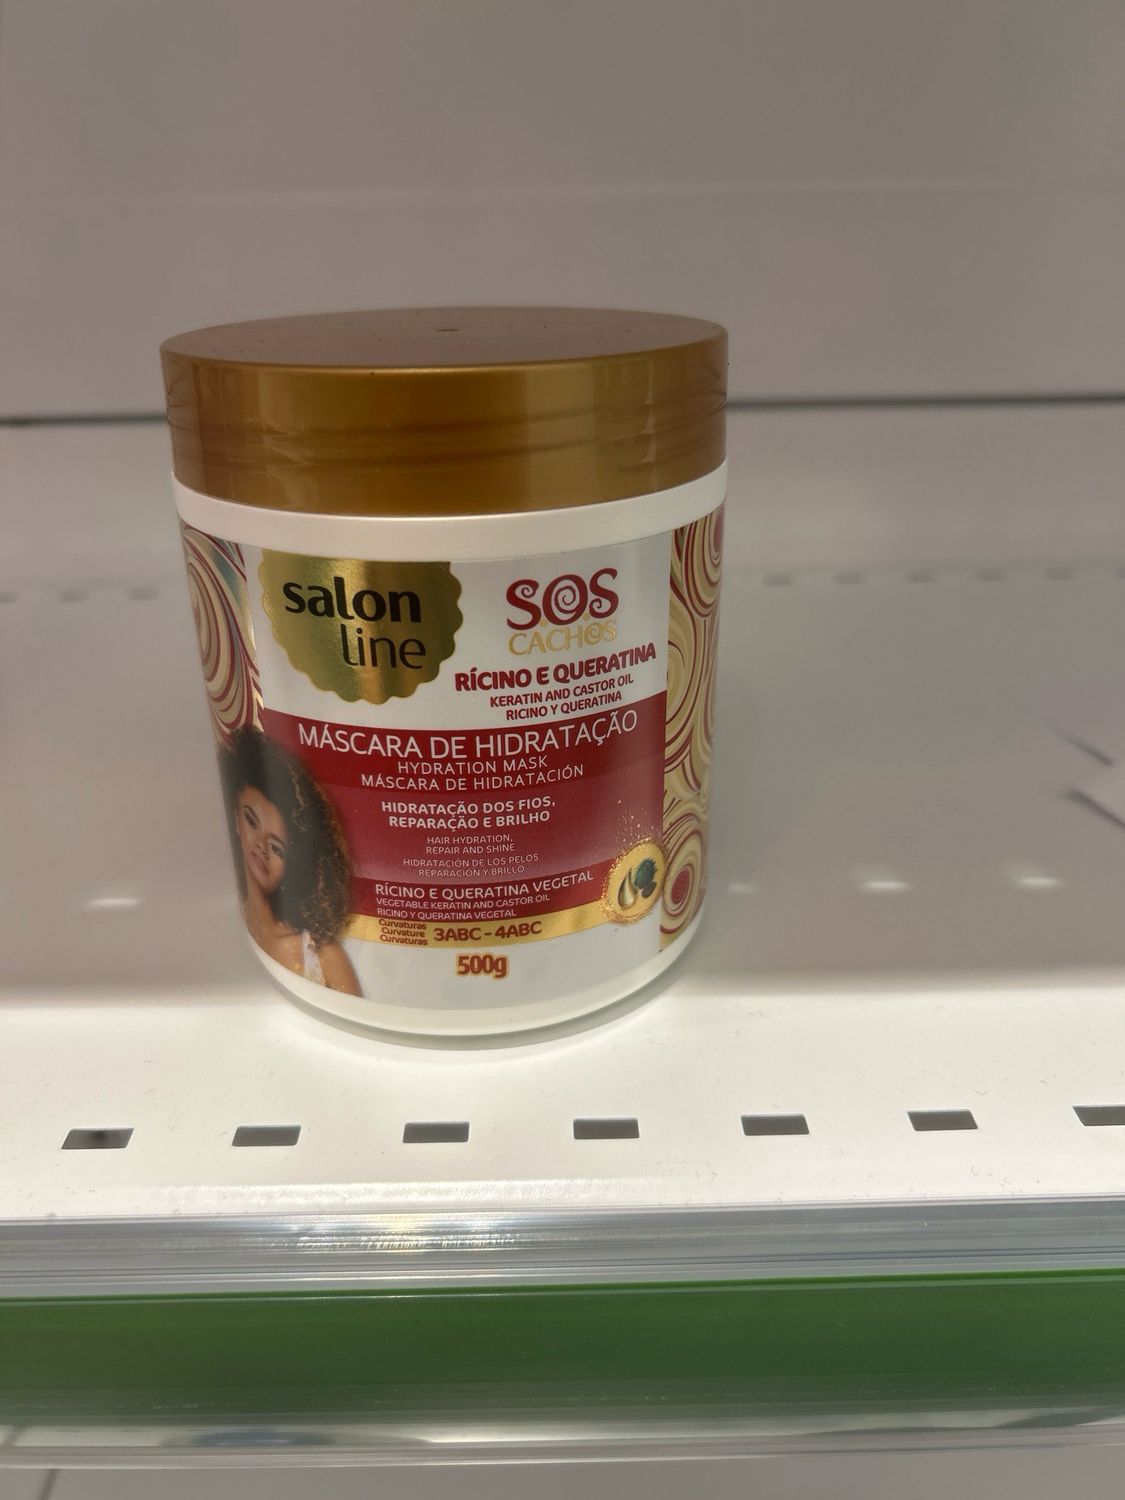 salon
line
S.O.S
CACHOS
RÍCINO E QUERATINA
KERATIN AND CASTOR OIL
RICINO Y QUERATINA
MÁSCARA DE HIDRATAÇÃO
HYDRATION MASK
MÁSCARA DE HIDRATACIÓN
HIDRATAÇÃO DOS FIOS,
REPARAÇÃO E BRILHO
HAIR HYDRATION,
REPAIR AND SHINE
HIDRATACIÓN DE LOS PELOS
REPARACIÓN Y BRILLO
RÍCINO E QUERATINA VEGETAL
VEGETABLE KERATIN AND CASTOR OIL
RICINO Y QUERATINA VEGETAL
Curvaturas
Curvature
Curvaturas
3ABC - 4ABC
500g